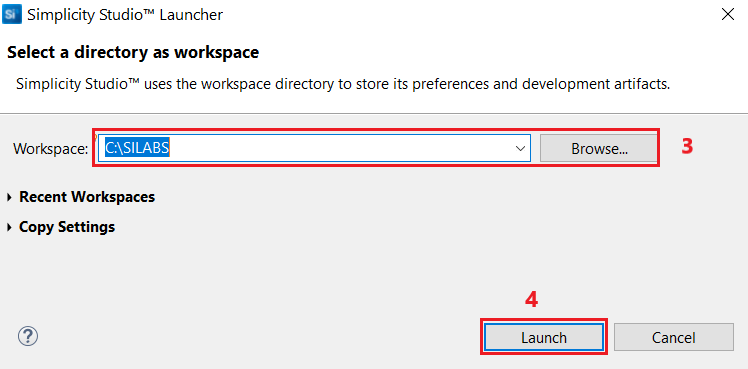 Si Simplicity Studio™ Launcher
Select a directory as workspace
Simplicity Studio™ uses the workspace directory to store its preferences and development artifacts.
Workspace: C:\SILABS Browse... 3
Recent Workspaces
Copy Settings
4
? Launch Cancel